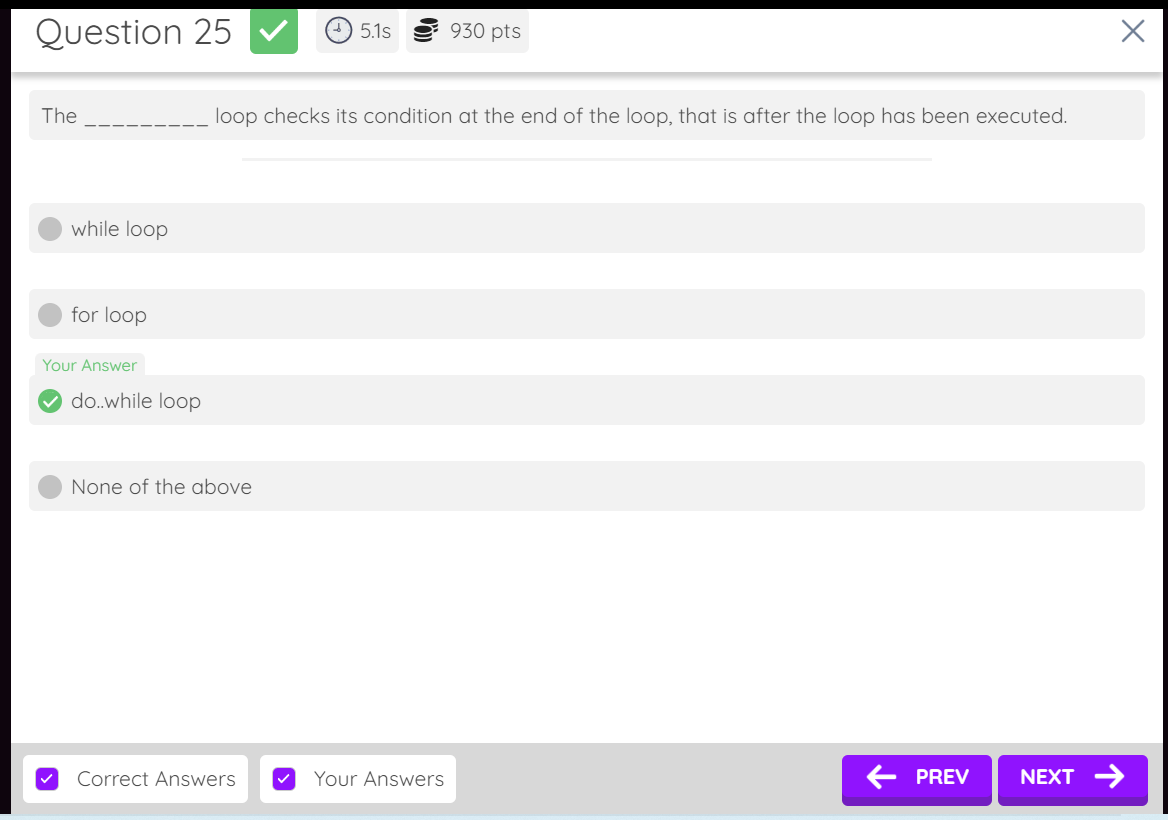 Question 25 5.1s 930 pts
The _________ loop checks its condition at the end of the loop, that is after the loop has been executed.
while loop
for loop
Your Answer
do..while loop
None of the above
Correct Answers Your Answers PREV NEXT